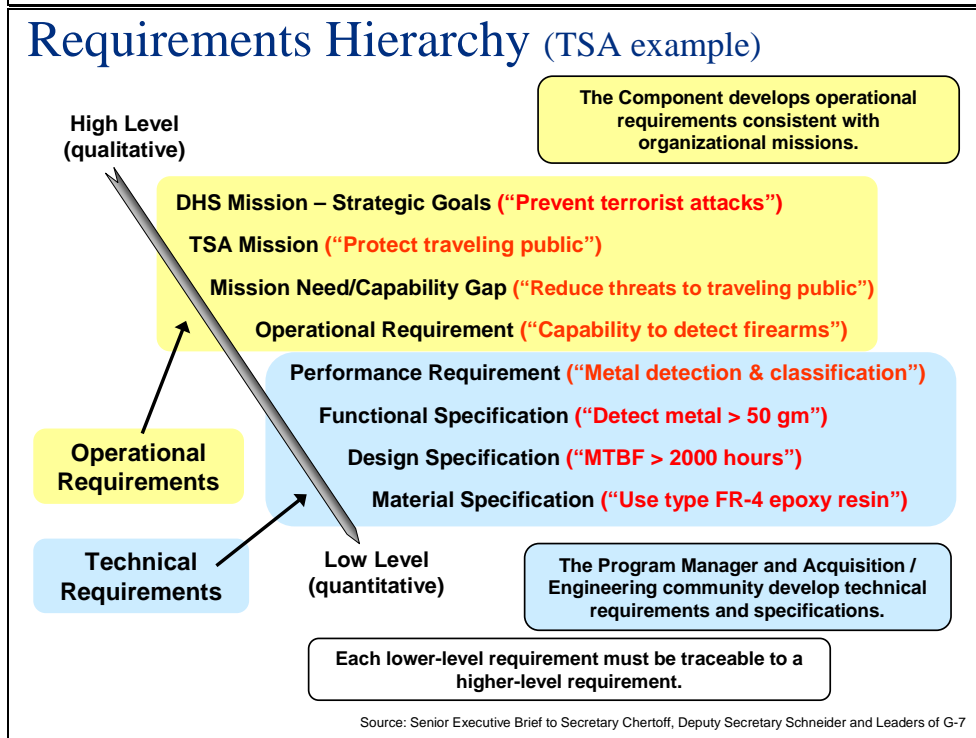 Requirements Hierarchy (TSA example)
The Component develops operational
requirements consistent with
organizational missions.
High Level
(qualitative)
DHS Mission – Strategic Goals (“Prevent terrorist attacks”)
TSA Mission (“Protect traveling public”)
Mission Need/Capability Gap (“Reduce threats to traveling public”)
Operational Requirement (“Capability to detect firearms”)
Performance Requirement (“Metal detection & classification”)
Functional Specification (“Detect metal > 50 gm”)
Design Specification (“MTBF > 2000 hours”)
Material Specification (“Use type FR-4 epoxy resin”)
Operational
Requirements
Technical
Requirements
Low Level
(quantitative)
The Program Manager and Acquisition /
Engineering community develop technical
requirements and specifications.
Each lower-level requirement must be traceable to a
higher-level requirement.
Source: Senior Executive Brief to Secretary Chertoff, Deputy Secretary Schneider and Leaders of G-7